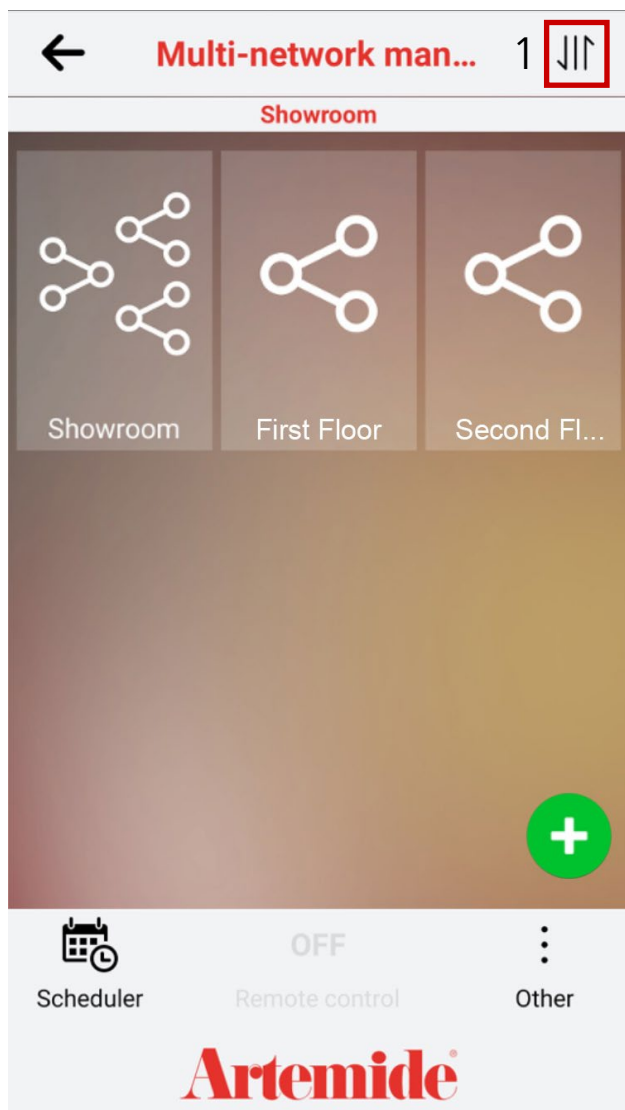 Multi-network man... 1
Showroom
Showroom First Floor Second Fl...
OFF
Scheduler Remote control Other
Artemide®